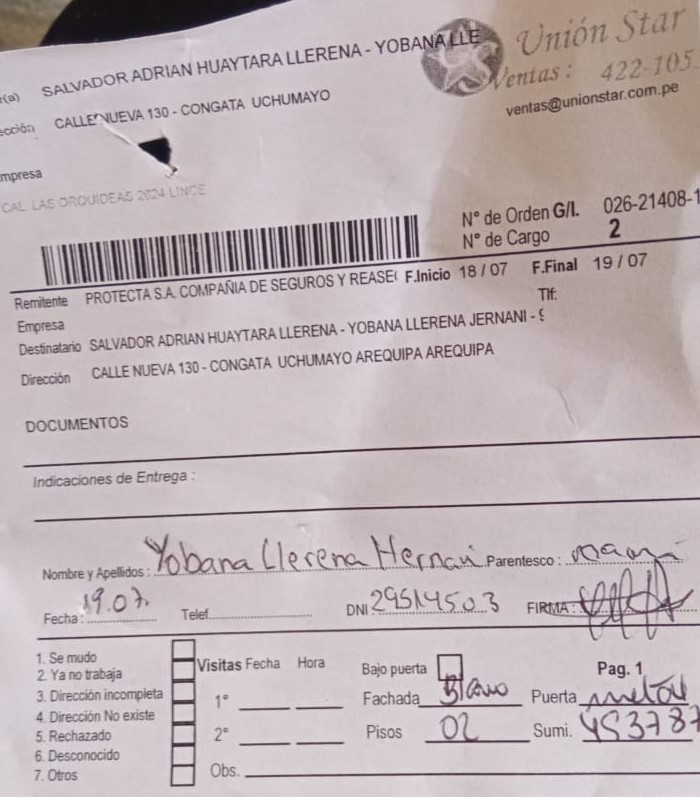 r(a) SALVADOR ADRIAN HUAYTARA LLERENA - YOBANA LLE
Unión Star
Ventas : 422-105
ección CALLE NUEVA 130 - CONGATA UCHUMAYO
ventas@unionstar.com.pe
mpresa
CAL LAS ORQUIDEAS 2624 LINCE
N° de Orden G/I. 026-21408-1
N° de Cargo 2
Remitente PROTECTA S.A. COMPAÑIA DE SEGUROS Y REASE F.Inicio 18 / 07 F.Final 19 / 07
Empresa Tlf:
Destinatario SALVADOR ADRIAN HUAYTARA LLERENA - YOBANA LLERENA JERNANI - 9
Dirección CALLE NUEVA 130 - CONGATA UCHUMAYO AREQUIPA AREQUIPA
DOCUMENTOS
Indicaciones de Entrega :
Nombre y Apellidos : Yobana Llerena Hernani Parentesco : mamá
Fecha : 19.07. Telef. DNI 29514503 FIRMA :
1. Se mudo
2. Ya no trabaja
3. Dirección incompleta
4. Dirección No existe
5. Rechazado
6. Desconocido
7. Otros
Visitas Fecha Hora
1°
2°
Obs.
Bajo puerta Pag. 1
Fachada Blanco Puerta metal
Pisos 02 Sumi. 453787